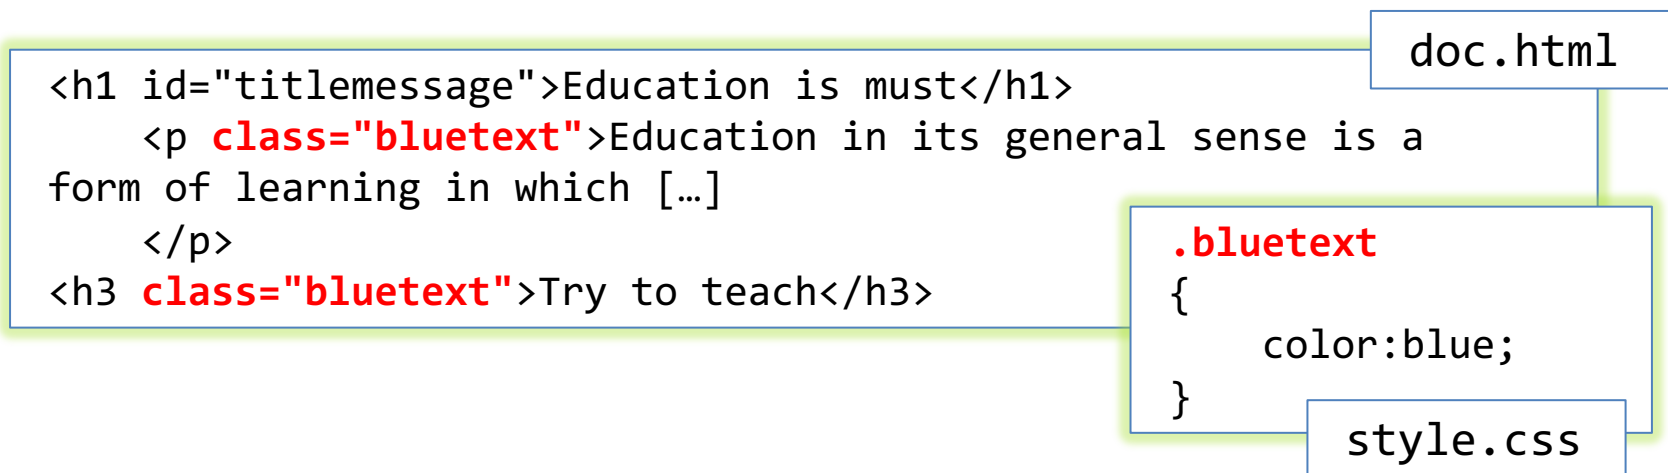 doc.html
<h1 id="titlemessage">Education is must</h1>
    <p class="bluetext">Education in its general sense is a
form of learning in which […]
    </p>
<h3 class="bluetext">Try to teach</h3>
.bluetext
{
    color:blue;
}
style.css